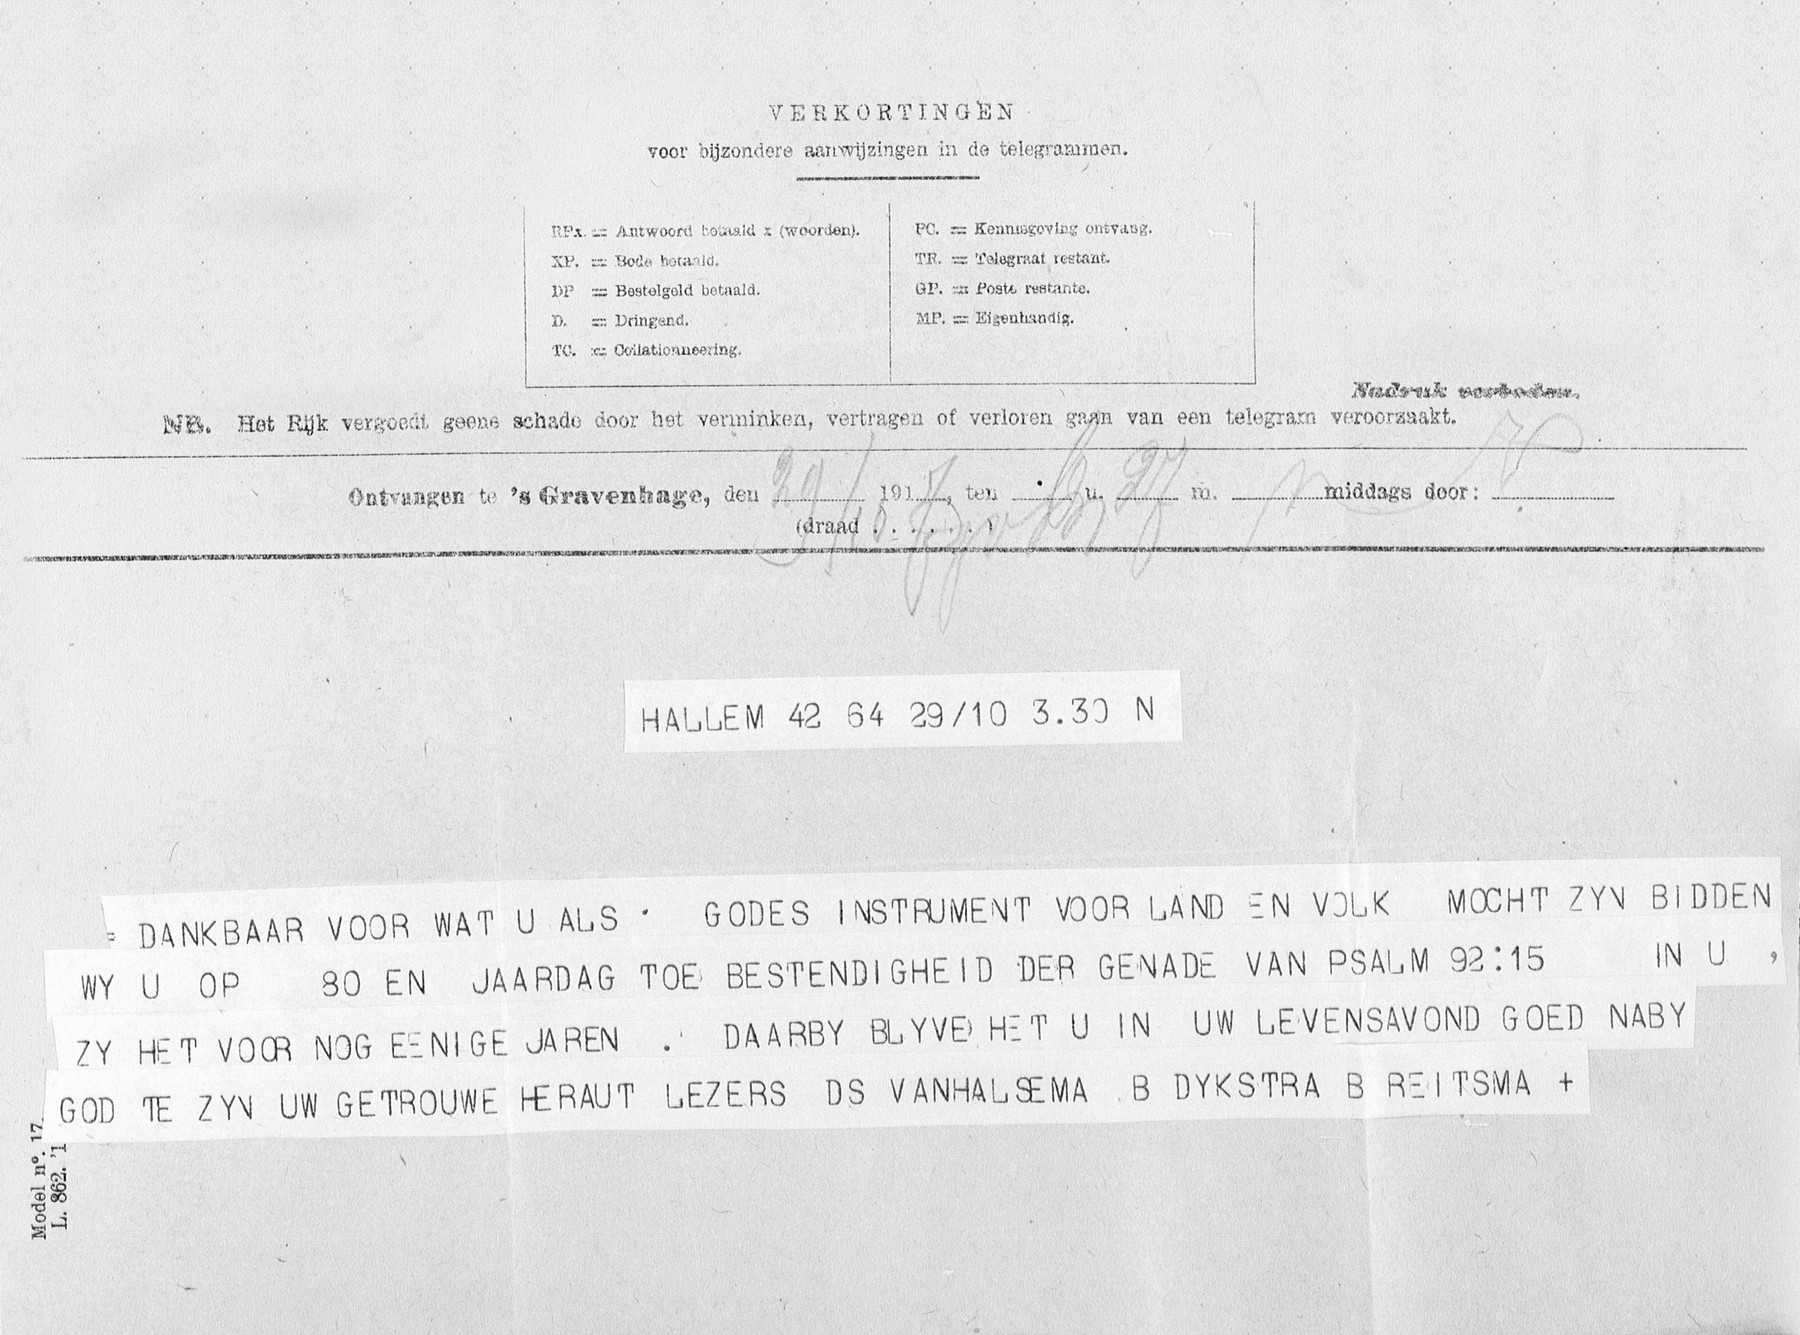 VERKORTINGEN
voor bijzondere aanwijzingen in de telegrammen.
RPx. = Antwoord betaald x (woorden).
XP. = Bode betaald.
DP = Bestelgeld betaald.
D. = Dringend.
TC. = Collationneering.
PC. = Kennisgeving ontvang.
TR. = Telegraaf restant.
GP. = Poste restante.
MP. = Eigenhandig.
Nadruk verboden.
NB. Het Rijk vergoedt geene schade door het verminken, vertragen of verloren gaan van een telegram veroorzaakt.
Ontvangen te 's Gravenhage, den 29/10 1917, ten u. 27 m. middags door:
(draad . . . . . . )
HALLEM 42 64 29/10 3.30 N
= DANKBAAR VOOR WAT U ALS GODES INSTRUMENT VOOR LAND EN VOLK MOCHT ZYN BIDDEN
WY U OP 80 EN JAARDAG TOE BESTENDIGHEID DER GENADE VAN PSALM 92:15 IN U ,
ZY HET VOOR NOG EENIGE JAREN . DAARBY BLYVE HET U IN UW LEVENSAVOND GOED NABY
GOD TE ZYN UW GETROUWE HERAUT LEZERS DS VANHALSEMA B DYKSTRA B REITSMA +
Model no. 17
L. 862. '1